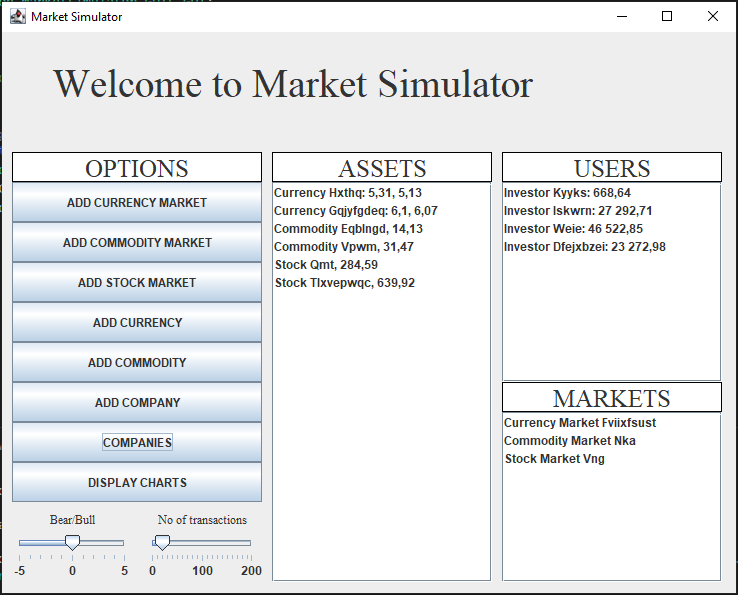 Market Simulator
Welcome to Market Simulator
OPTIONS
ADD CURRENCY MARKET
ADD COMMODITY MARKET
ADD STOCK MARKET
ADD CURRENCY
ADD COMMODITY
ADD COMPANY
COMPANIES
DISPLAY CHARTS
Bear/Bull
-5 0 5
No of transactions
0 100 200
ASSETS
Currency Hxthq: 5,31, 5,13
Currency Gqjyfgdeq: 6,1, 6,07
Commodity Eqblngd, 14,13
Commodity Vpwm, 31,47
Stock Qmt, 284,59
Stock Tlxvepwqc, 639,92
USERS
Investor Kyyks: 668,64
Investor Iskwrn: 27 292,71
Investor Weie: 46 522,85
Investor Dfejxbzei: 23 272,98
MARKETS
Currency Market Fviixfsust
Commodity Market Nka
Stock Market Vng